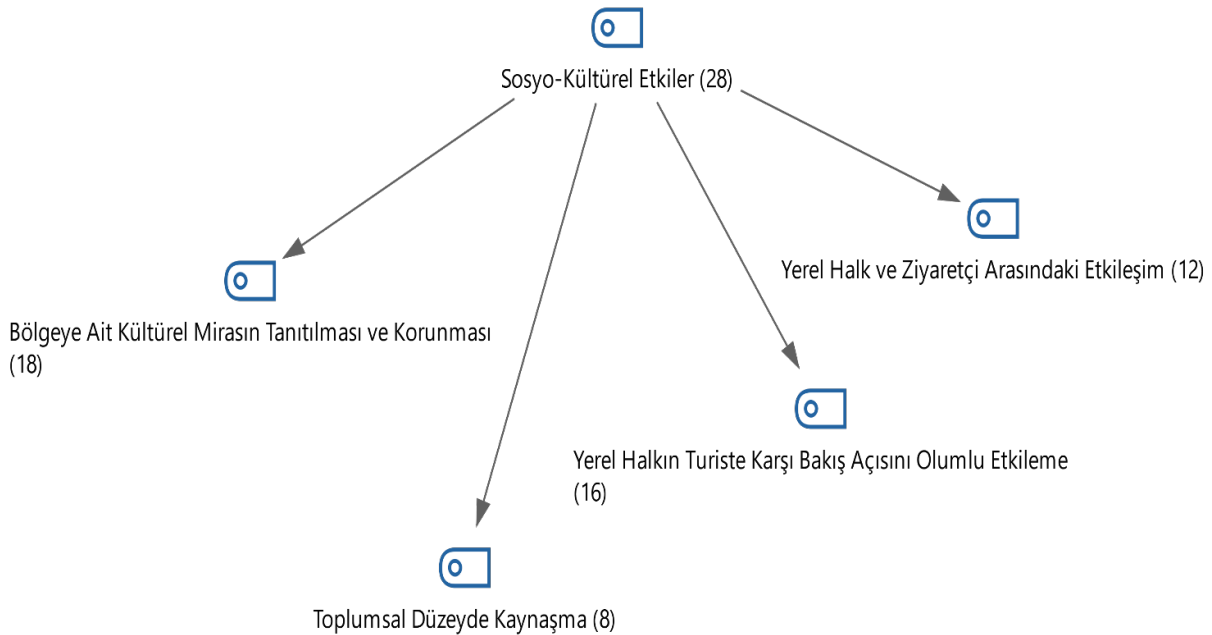 Sosyo-Kültürel Etkiler (28)
Yerel Halk ve Ziyaretçi Arasındaki Etkileşim (12)
Bölgeye Ait Kültürel Mirasın Tanıtılması ve Korunması
(18)
Yerel Halkın Turiste Karşı Bakış Açısını Olumlu Etkileme
(16)
Toplumsal Düzeyde Kaynaşma (8)